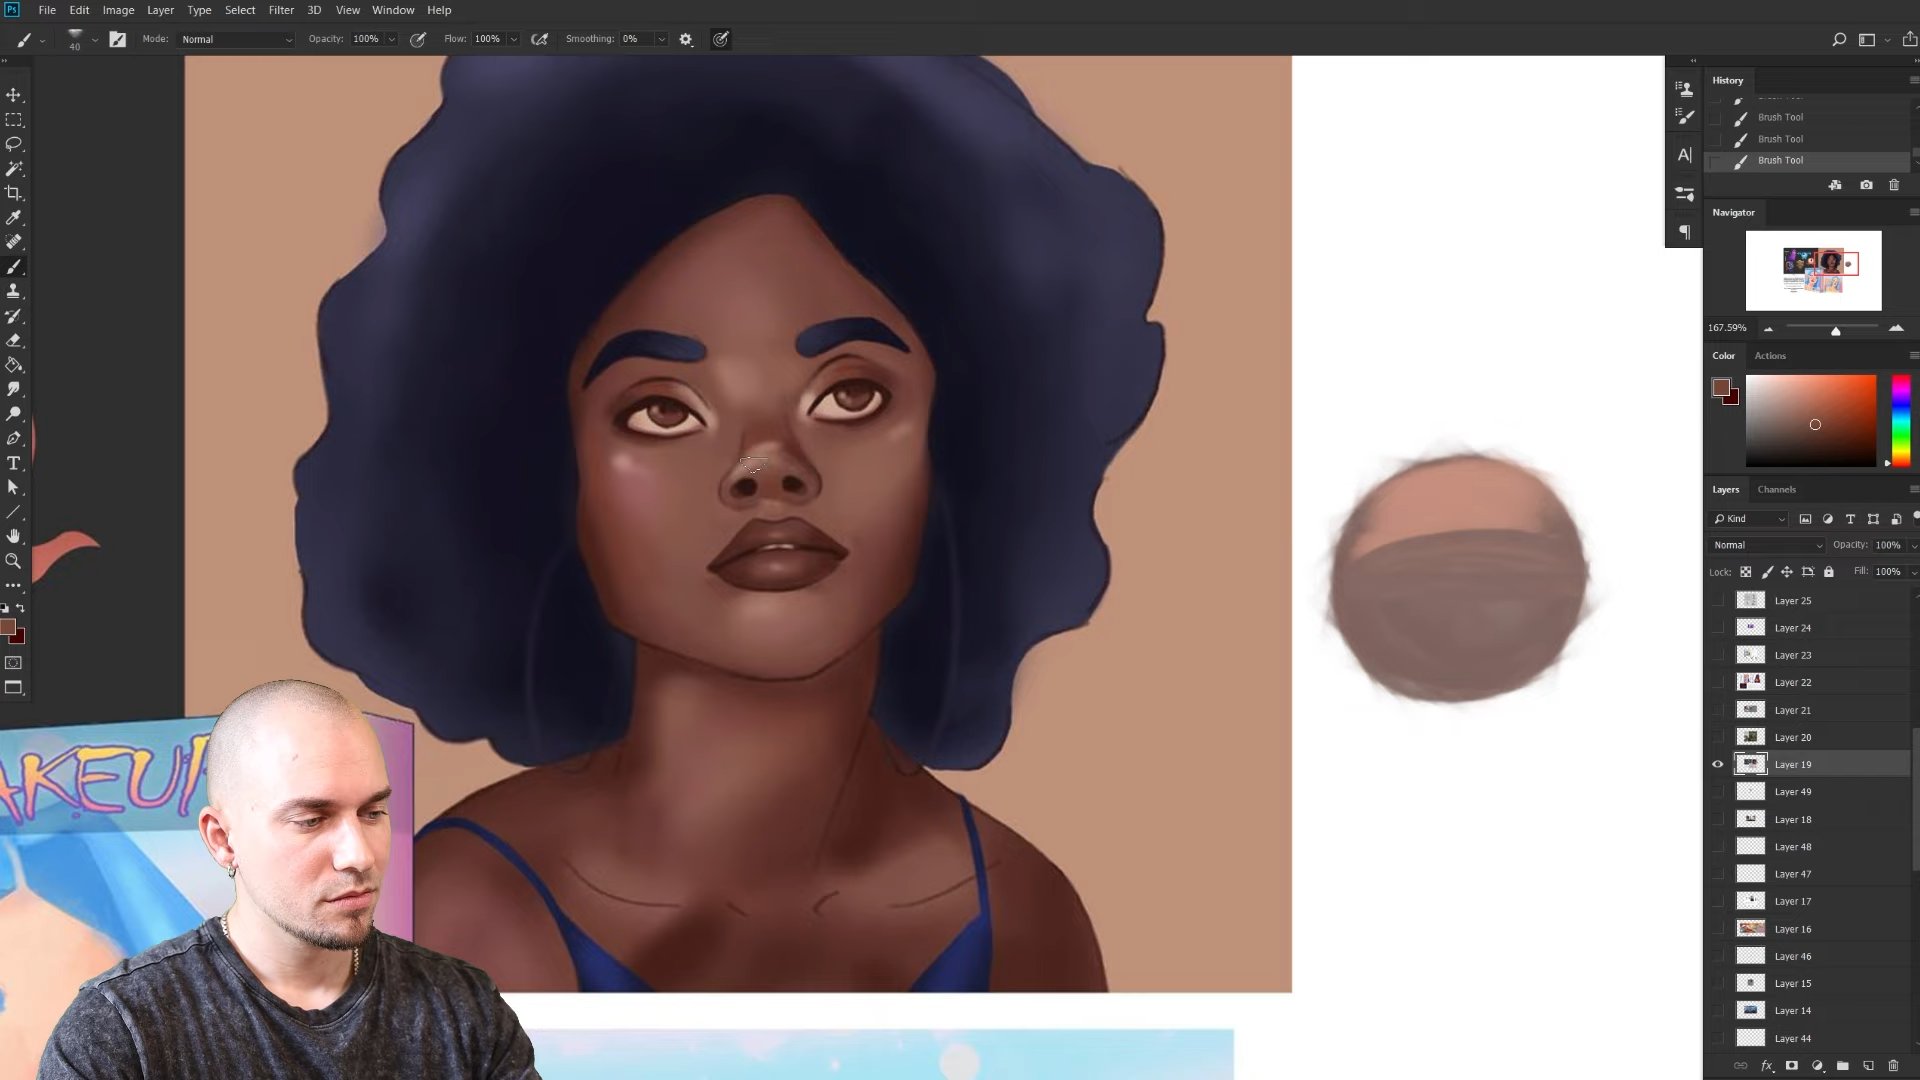 Ps File Edit Image Layer Type Select Filter 3D View Window Help
40 Mode: Normal Opacity: 100% Flow: 100% Smoothing: 0%
History
Brush Tool
Brush Tool
Brush Tool
Navigator
167.59%
Color Actions
Layers Channels
Kind
Normal Opacity: 100%
Lock: Fill: 100%
Layer 25
Layer 24
Layer 23
Layer 22
Layer 21
Layer 20
Layer 19
Layer 49
Layer 18
Layer 48
Layer 47
Layer 17
Layer 16
Layer 46
Layer 15
Layer 14
Layer 44
fx